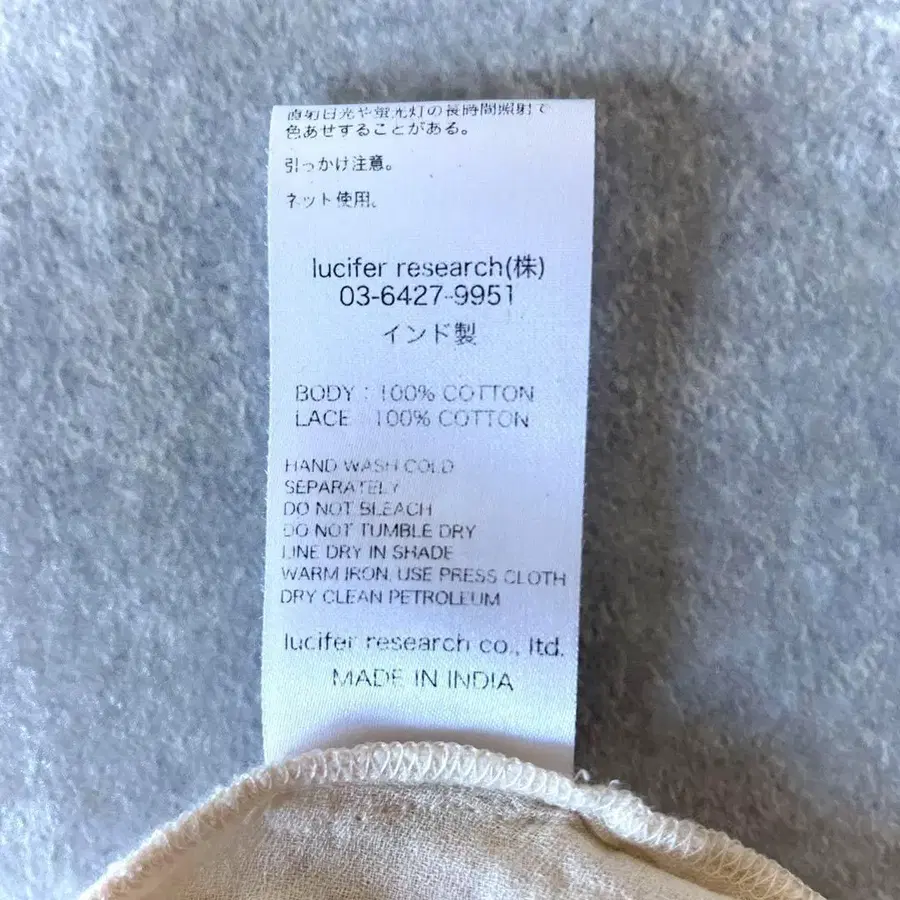 直射日光や蛍光灯の長時間照射で
色あせすることがある。
引っかけ注意。
ネット使用。
lucifer research(株)
03-6427-9951
インド製
BODY : 100% COTTON
LACE : 100% COTTON
HAND WASH COLD
SEPARATELY
DO NOT BLEACH
DO NOT TUMBLE DRY
LINE DRY IN SHADE
WARM IRON, USE PRESS CLOTH
DRY CLEAN PETROLEUM
lucifer research co., ltd.
MADE IN INDIA